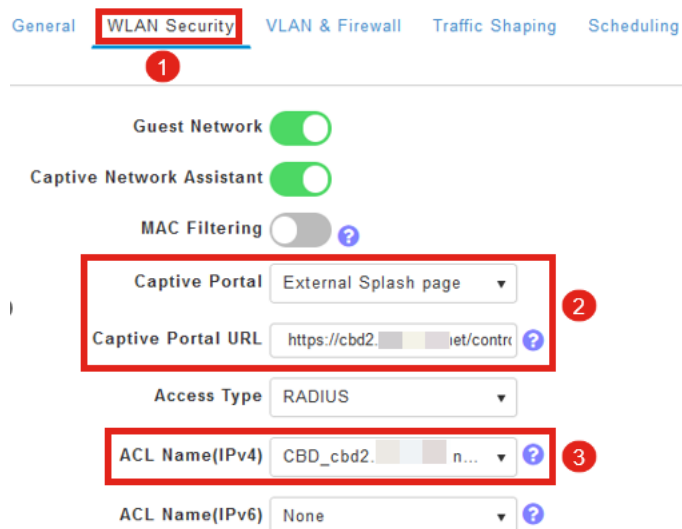 General WLAN Security VLAN & Firewall Traffic Shaping Scheduling
1
Guest Network
Captive Network Assistant
MAC Filtering ?
Captive Portal External Splash page
2
Captive Portal URL https://cbd2. et/contro ?
Access Type RADIUS
ACL Name(IPv4) CBD_cbd2. n... ? 3
ACL Name(IPv6) None ?